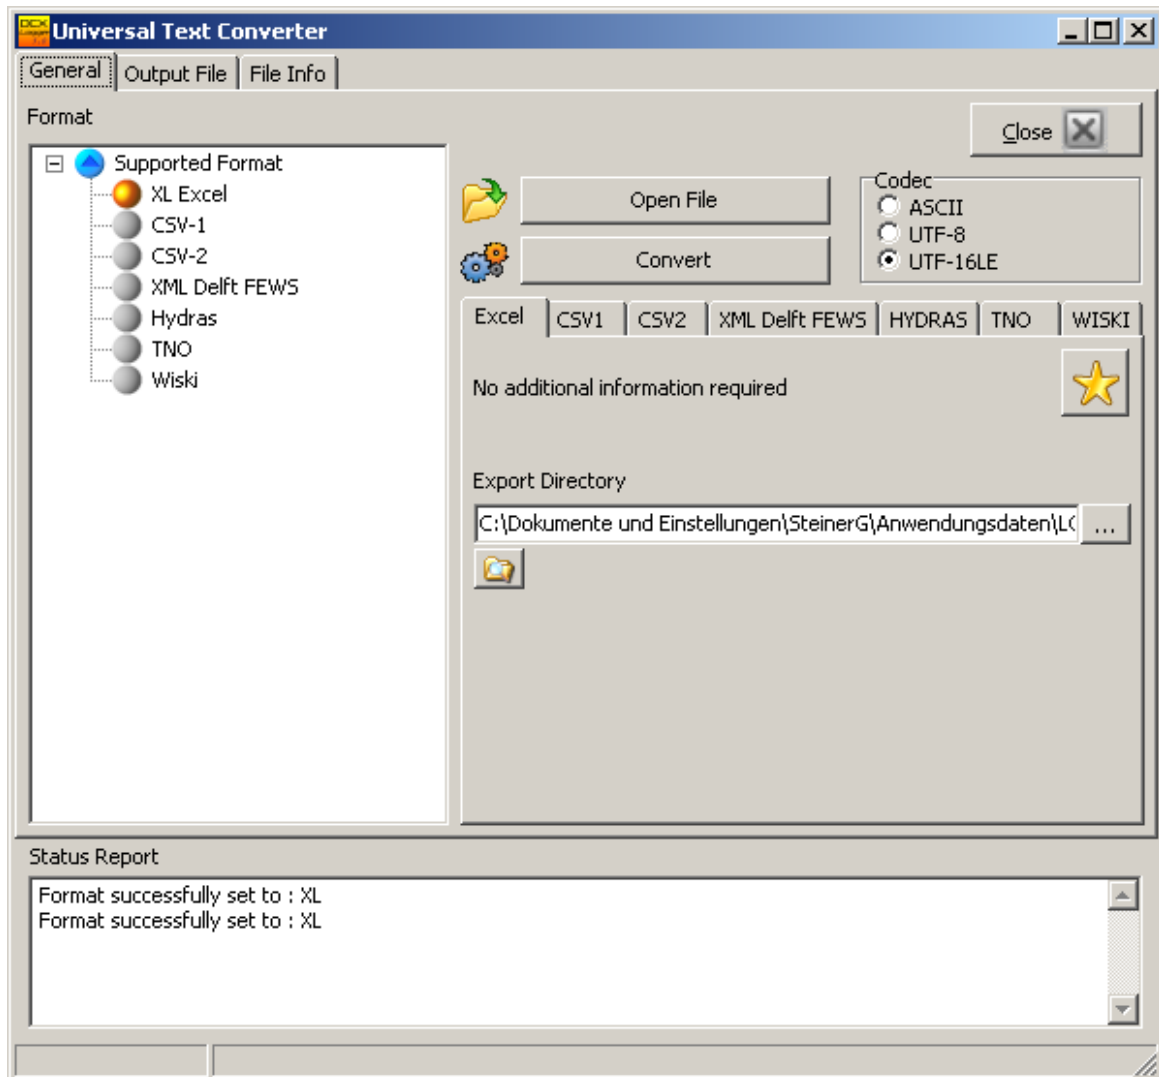 Universal Text Converter
General
Output File
File Info
Format
Close
Supported Format
XL Excel
CSV-1
CSV-2
XML Delft FEWS
Hydras
TNO
Wiski
Open File
Convert
Codec
ASCII
UTF-8
UTF-16LE
Excel
CSV1
CSV2
XML Delft FEWS
HYDRAS
TNO
WISKI
No additional information required
Export Directory
C:\Dokumente und Einstellungen\SteinerG\Anwendungsdaten\
...
Status Report
Format successfully set to : XL
Format successfully set to : XL